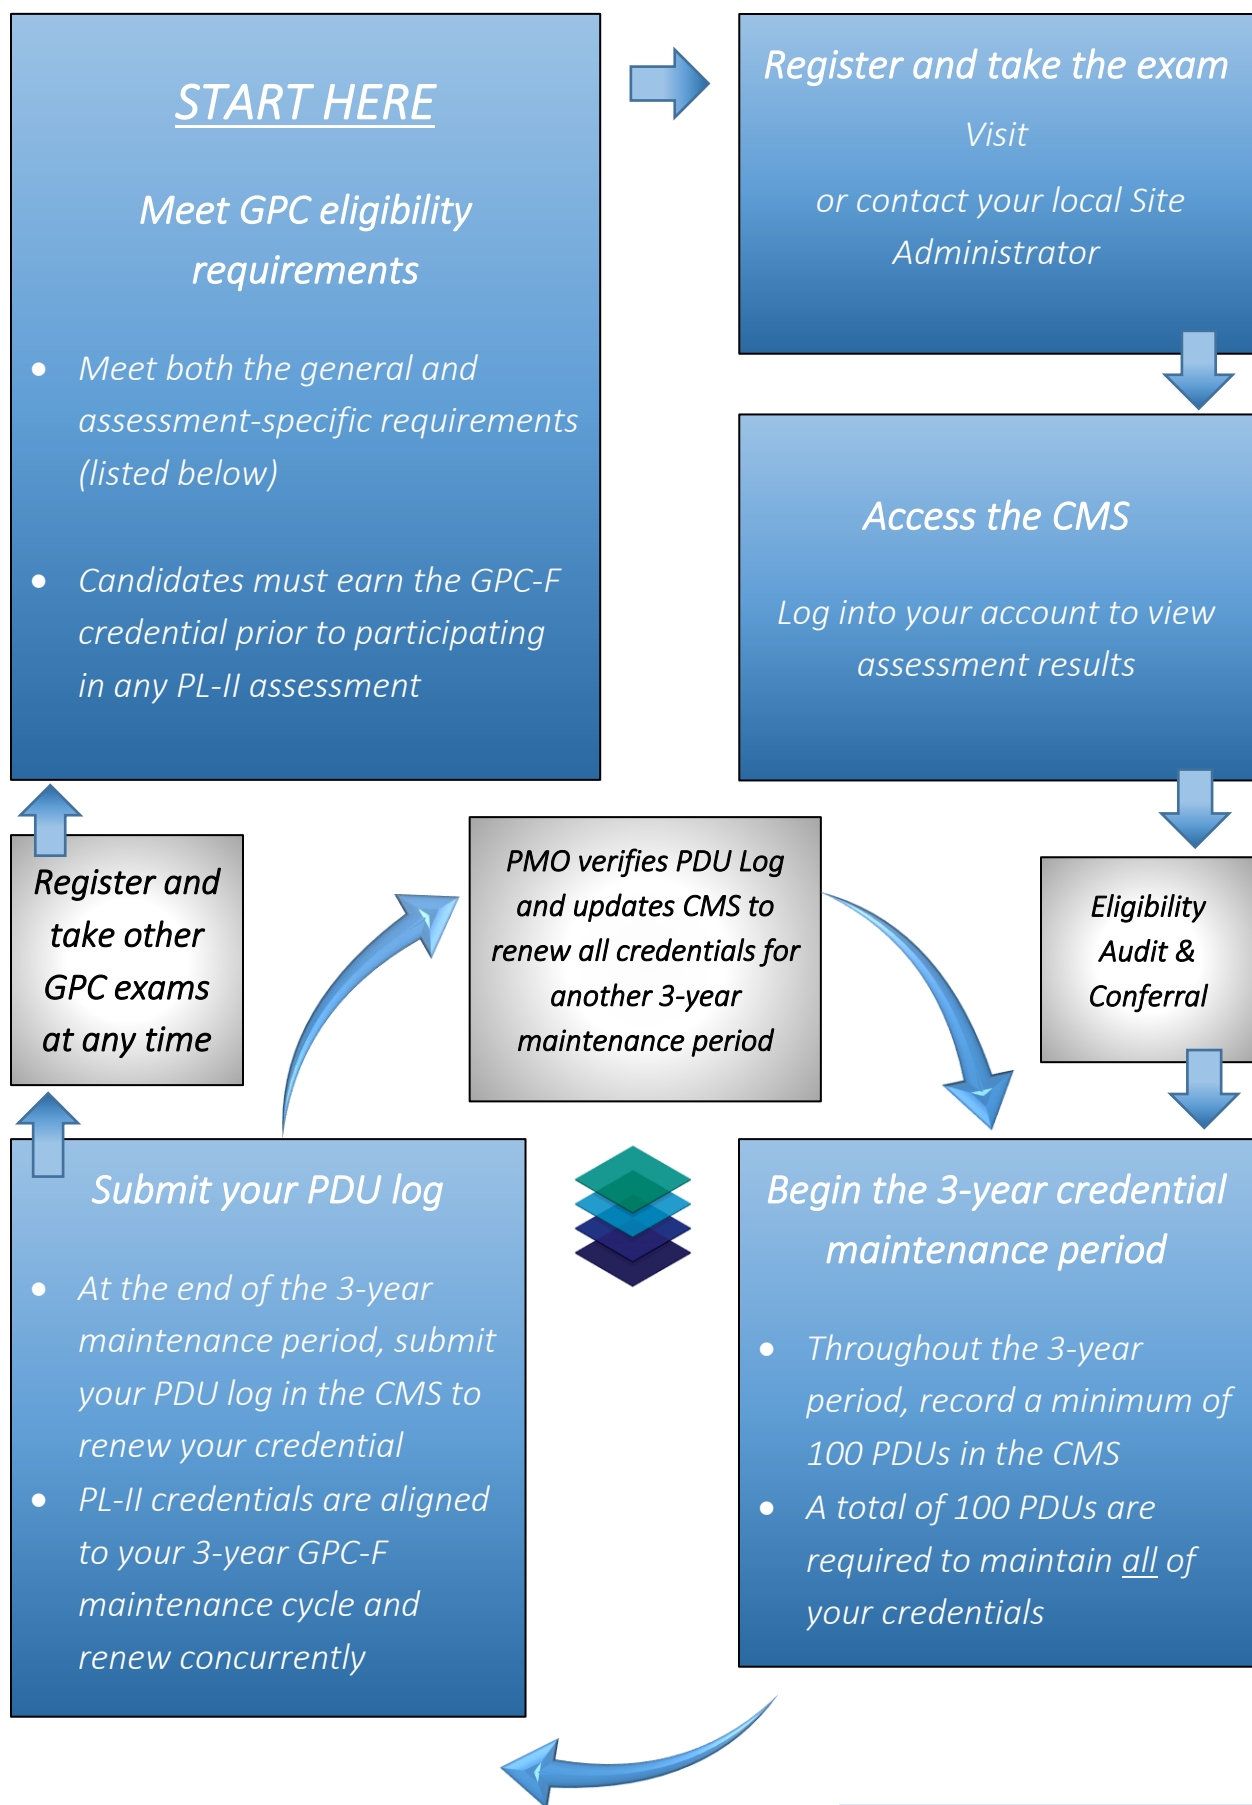 START HERE
Meet GPC eligibility
requirements
• Meet both the general and
assessment-specific requirements
(listed below)
• Candidates must earn the GPC-F
credential prior to participating
in any PL-II assessment
Register and take the exam
Visit
or contact your local Site
Administrator
Access the CMS
Log into your account to view
assessment results
Eligibility
Audit &
Conferral
Begin the 3-year credential
maintenance period
• Throughout the 3-year
period, record a minimum of
100 PDUs in the CMS
• A total of 100 PDUs are
required to maintain all of
your credentials
Submit your PDU log
• At the end of the 3-year
maintenance period, submit
your PDU log in the CMS to
renew your credential
• PL-II credentials are aligned
to your 3-year GPC-F
maintenance cycle and
renew concurrently
PMO verifies PDU Log
and updates CMS to
renew all credentials for
another 3-year
maintenance period
Register and
take other
GPC exams
at any time